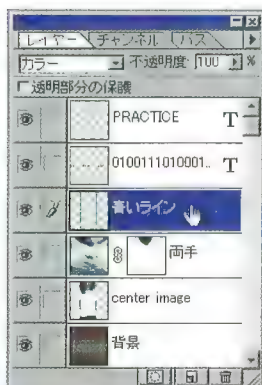 レイヤー チャンネル パス
カラー 不透明度: 100 %
透明部分の保護
PRACTICE T
0100111010001.. T
青いライン
両手
center image
背景